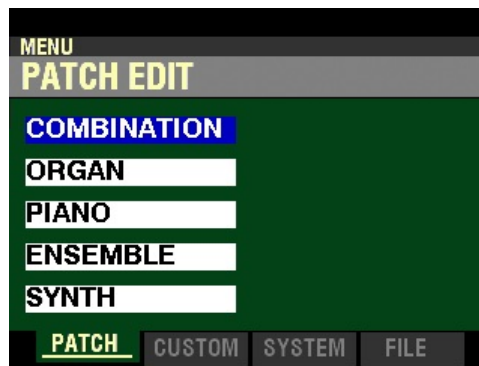 MENU
PATCH EDIT
COMBINATION
ORGAN
PIANO
ENSEMBLE
SYNTH
PATCH CUSTOM SYSTEM FILE